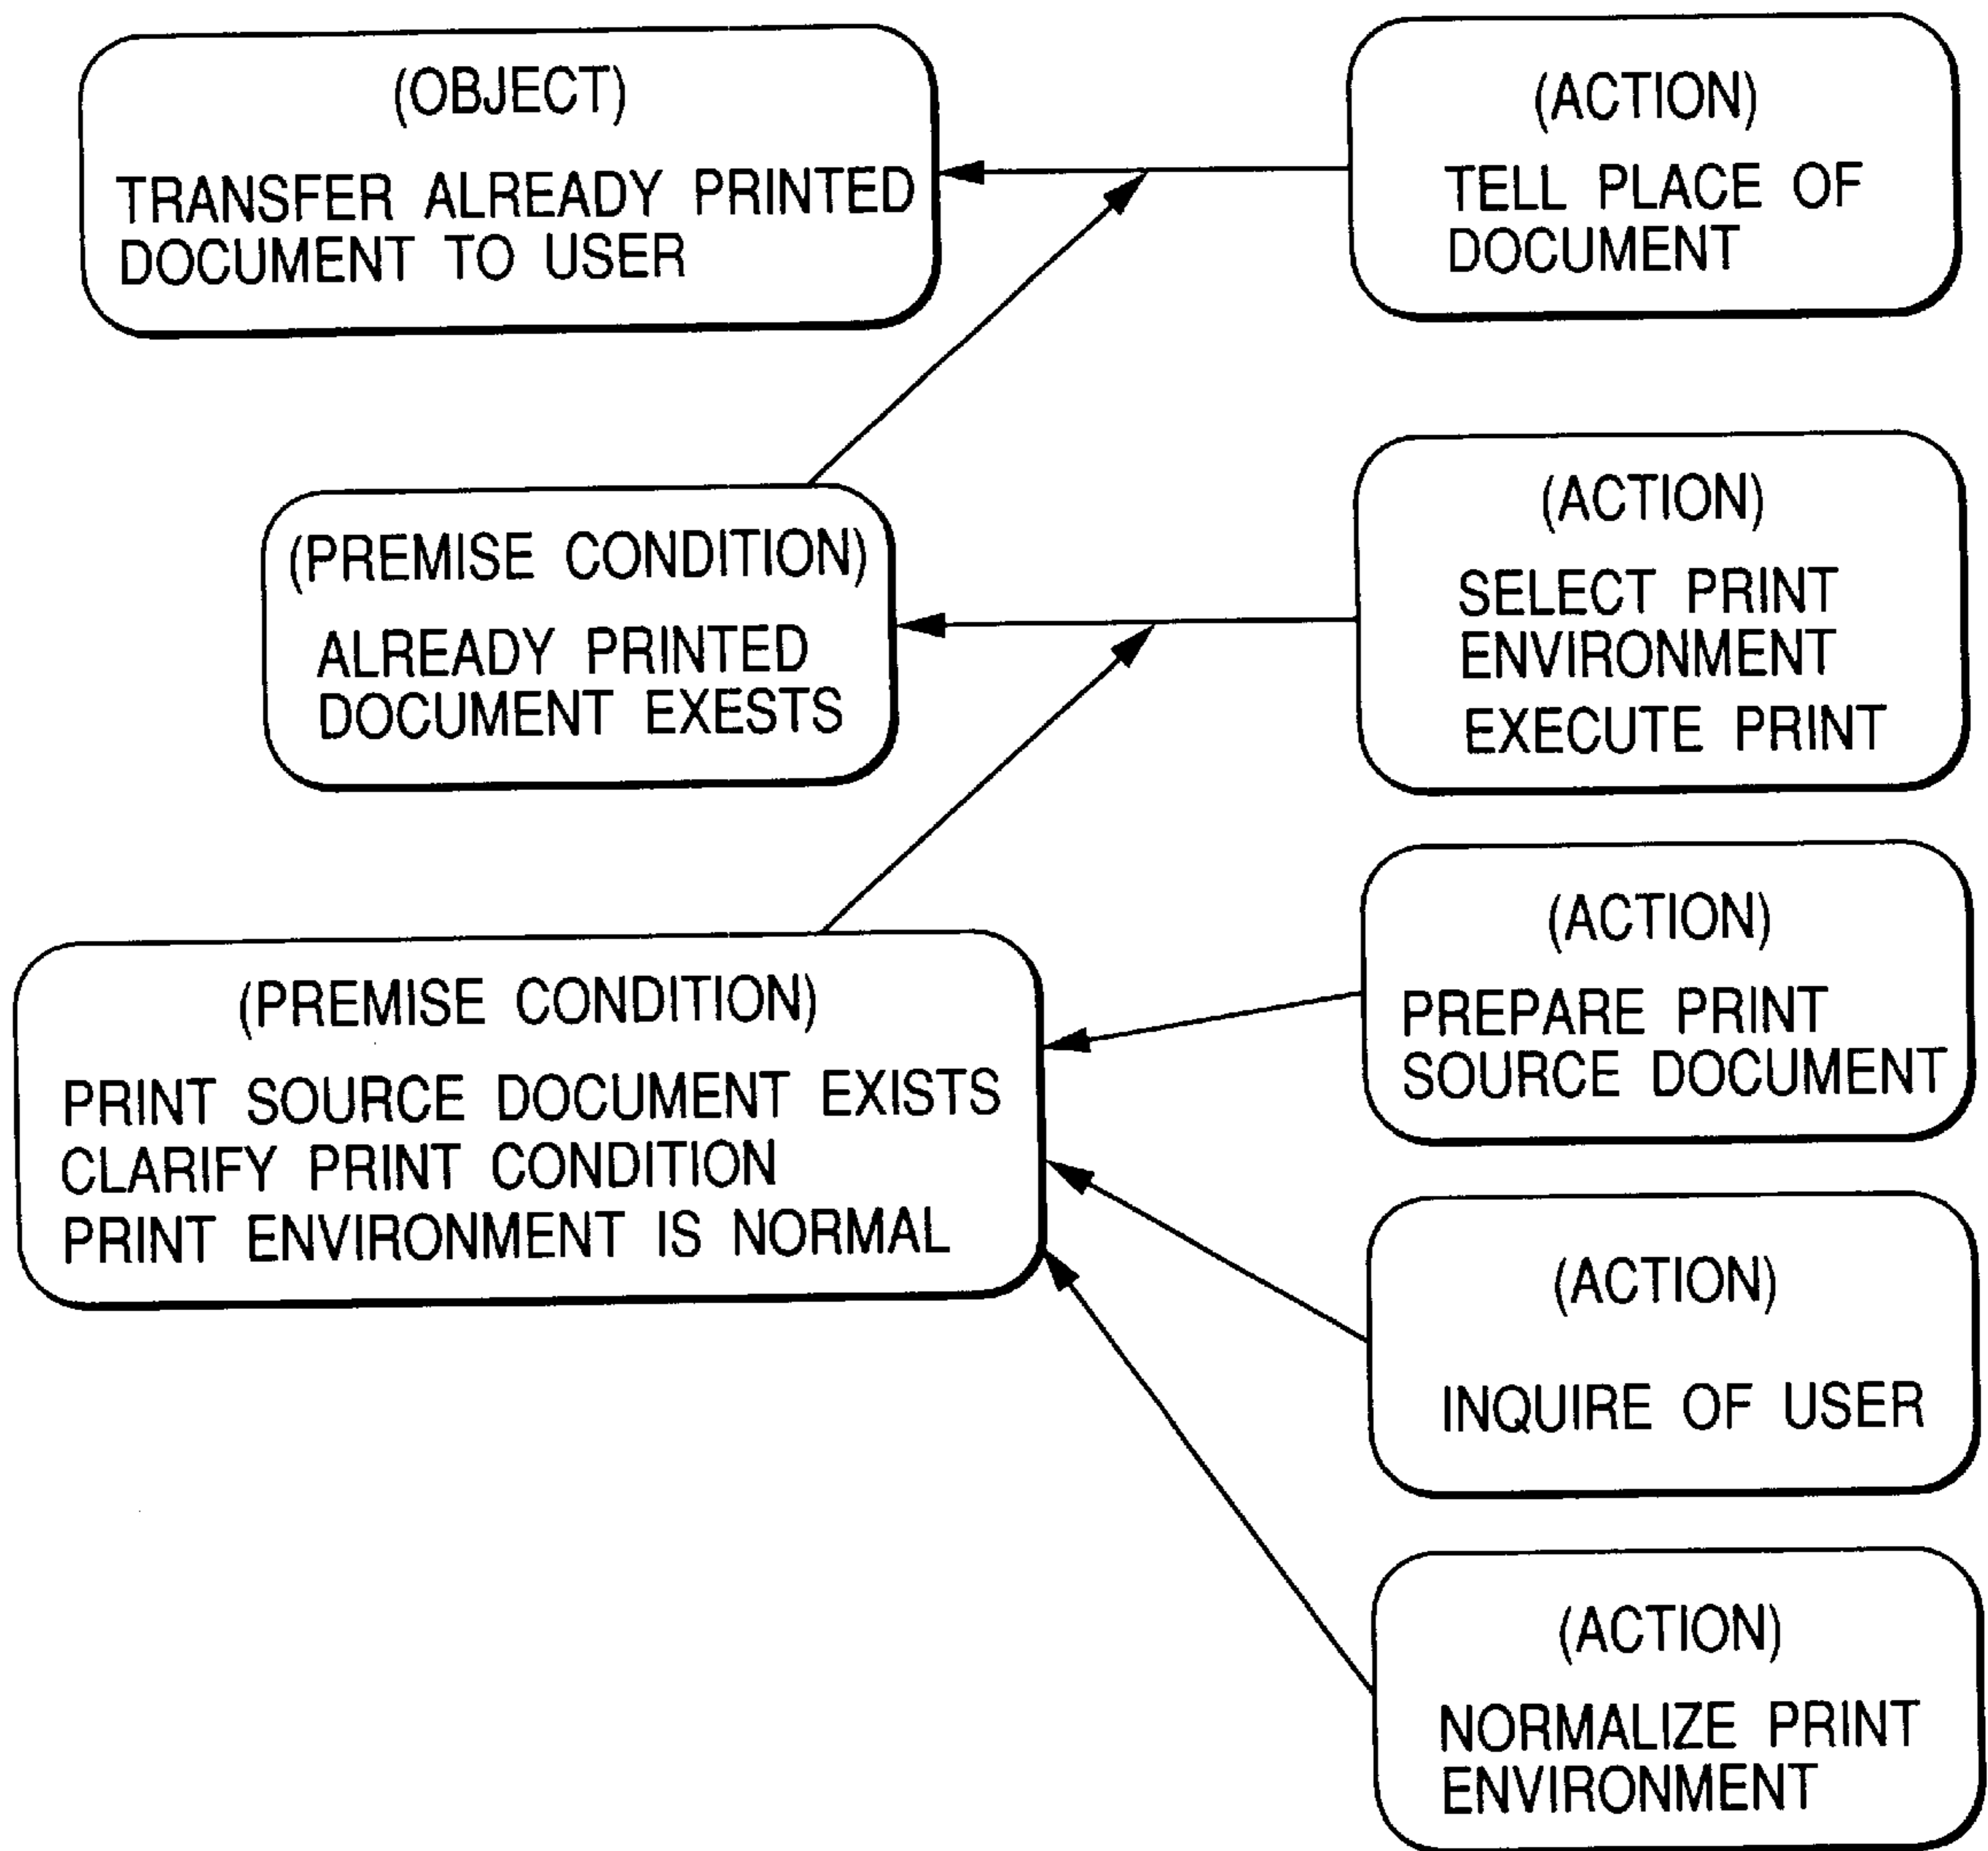 (OBJECT)
TRANSFER ALREADY PRINTED
DOCUMENT TO USER
(ACTION)
TELL PLACE OF
DOCUMENT
(PREMISE CONDITION)
ALREADY PRINTED
DOCUMENT EXESTS
(ACTION)
SELECT PRINT
ENVIRONMENT
EXECUTE PRINT
(PREMISE CONDITION)
PRINT SOURCE DOCUMENT EXISTS
CLARIFY PRINT CONDITION
PRINT ENVIRONMENT IS NORMAL
(ACTION)
PREPARE PRINT
SOURCE DOCUMENT
(ACTION)
INQUIRE OF USER
(ACTION)
NORMALIZE PRINT
ENVIRONMENT